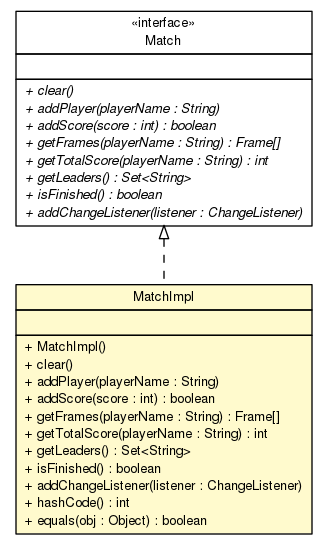 «interface»
Match
+ clear()
+ addPlayer(playerName : String)
+ addScore(score : int) : boolean
+ getFrames(playerName : String) : Frame[]
+ getTotalScore(playerName : String) : int
+ getLeaders() : Set<String>
+ isFinished() : boolean
+ addChangeListener(listener : ChangeListener)
MatchImpl
+ MatchImpl()
+ clear()
+ addPlayer(playerName : String)
+ addScore(score : int) : boolean
+ getFrames(playerName : String) : Frame[]
+ getTotalScore(playerName : String) : int
+ getLeaders() : Set<String>
+ isFinished() : boolean
+ addChangeListener(listener : ChangeListener)
+ hashCode() : int
+ equals(obj : Object) : boolean